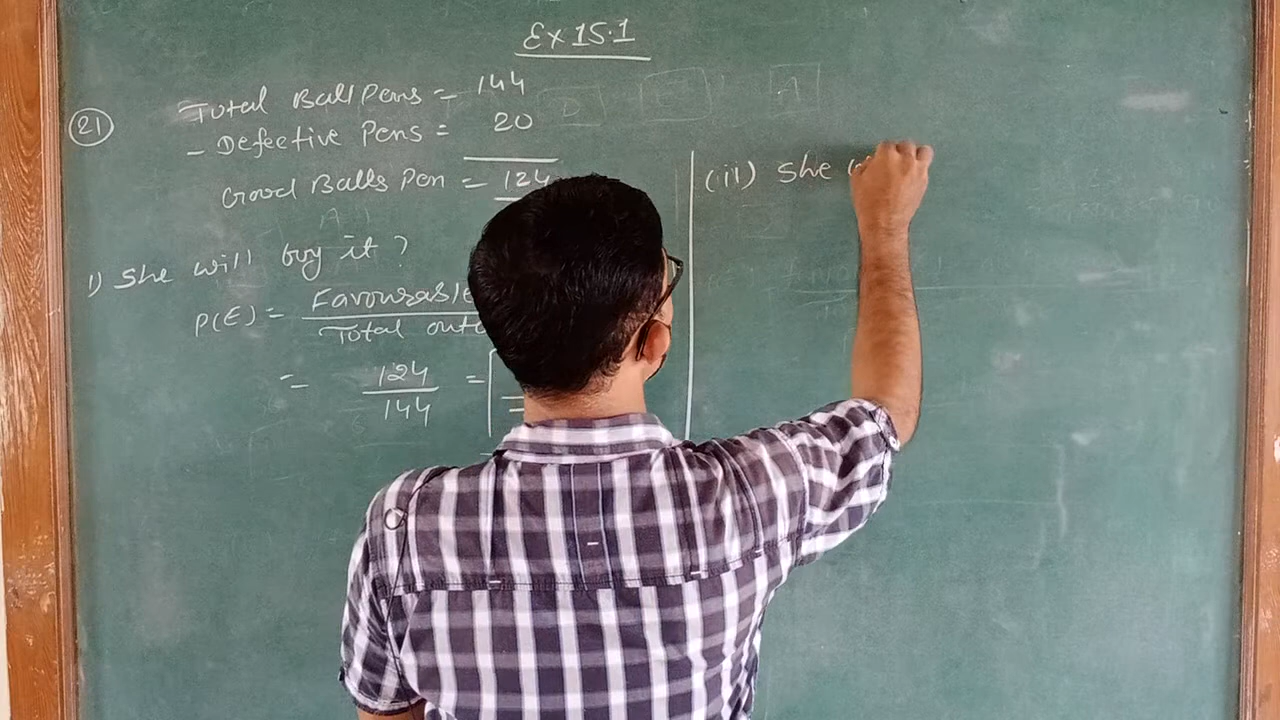 Ex 15.1
(21) Total Ball Pens = 144
- Defective Pens = 20
Good Balls Pen = 124
1) She will buy it ?
P(E) = Favourable
Total
= 124/144 =
(ii) She